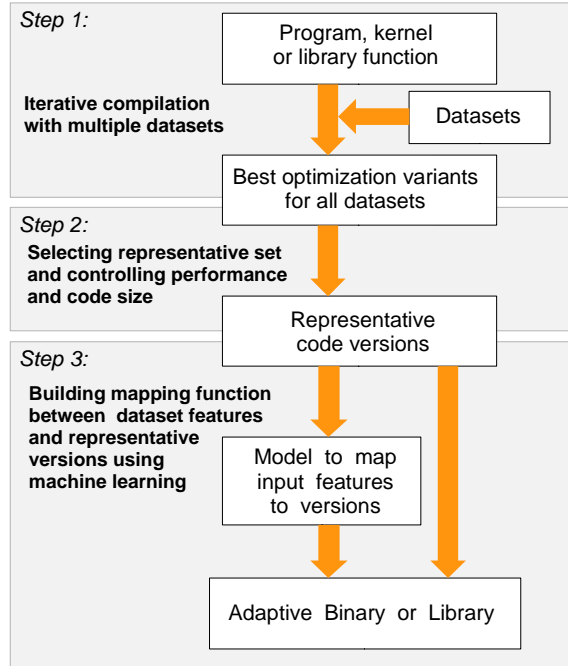 Step 1:
Program, kernel
or library function
Iterative compilation
with multiple datasets
Datasets
Best optimization variants
for all datasets
Step 2:
Selecting representative set
and controlling performance
and code size
Representative
code versions
Step 3:
Building mapping function
between dataset features
and representative
versions using
machine learning
Model to map
input features
to versions
Adaptive Binary or Library